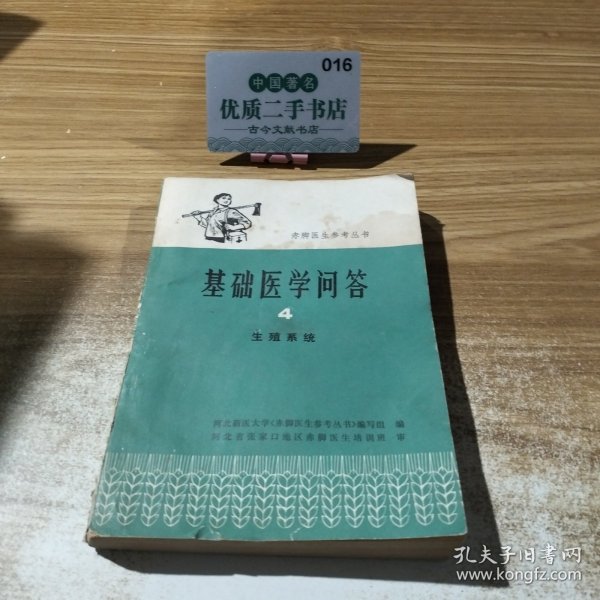 016
中国著名
优质二手书店
古今文献书店
赤脚医生参考丛书
基础医学问答
4
生殖系统
河北新医大学《赤脚医生参考丛书》编写组 编
河北省张家口地区赤脚医生培训班 审
孔夫子旧书网
www.kongfz.com